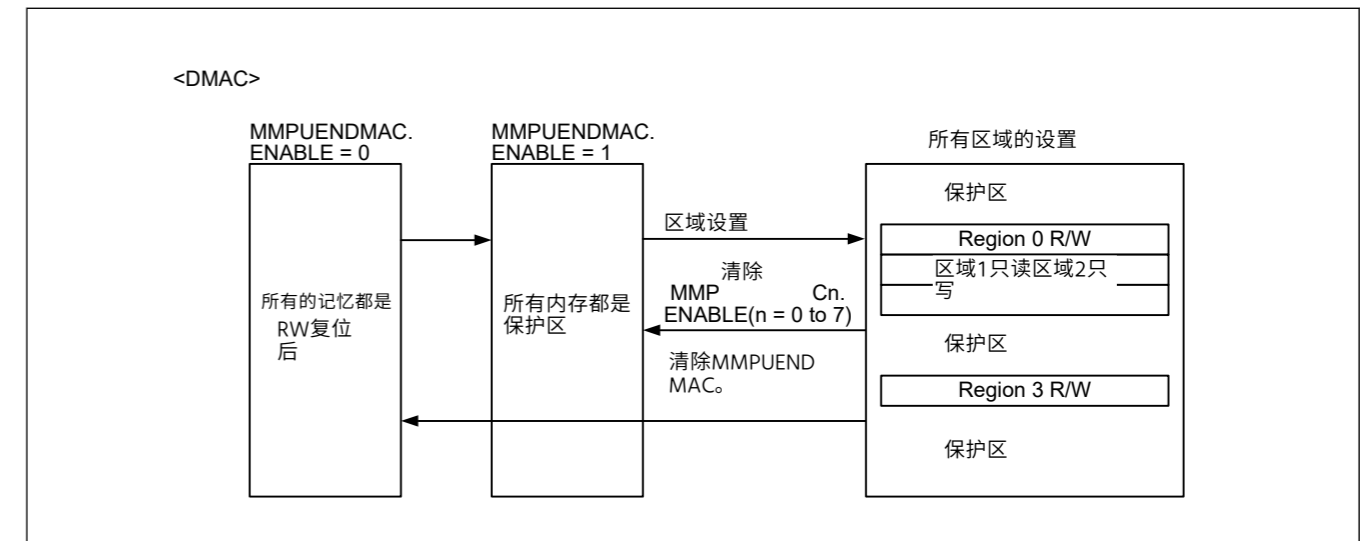 <DMAC>
MMPUENDMAC.
ENABLE = 0
MMPUENDMAC.
ENABLE = 1
所有区域的设置
所有的记忆都是
RW复位
后
所有内存都是
保护区
区域设置
清除
MMP Cn.
ENABLE(n = 0 to 7)
清除MMPUEND
MAC。
保护区
Region 0 R/W
区域1只读区域2只
写
保护区
Region 3 R/W
保护区